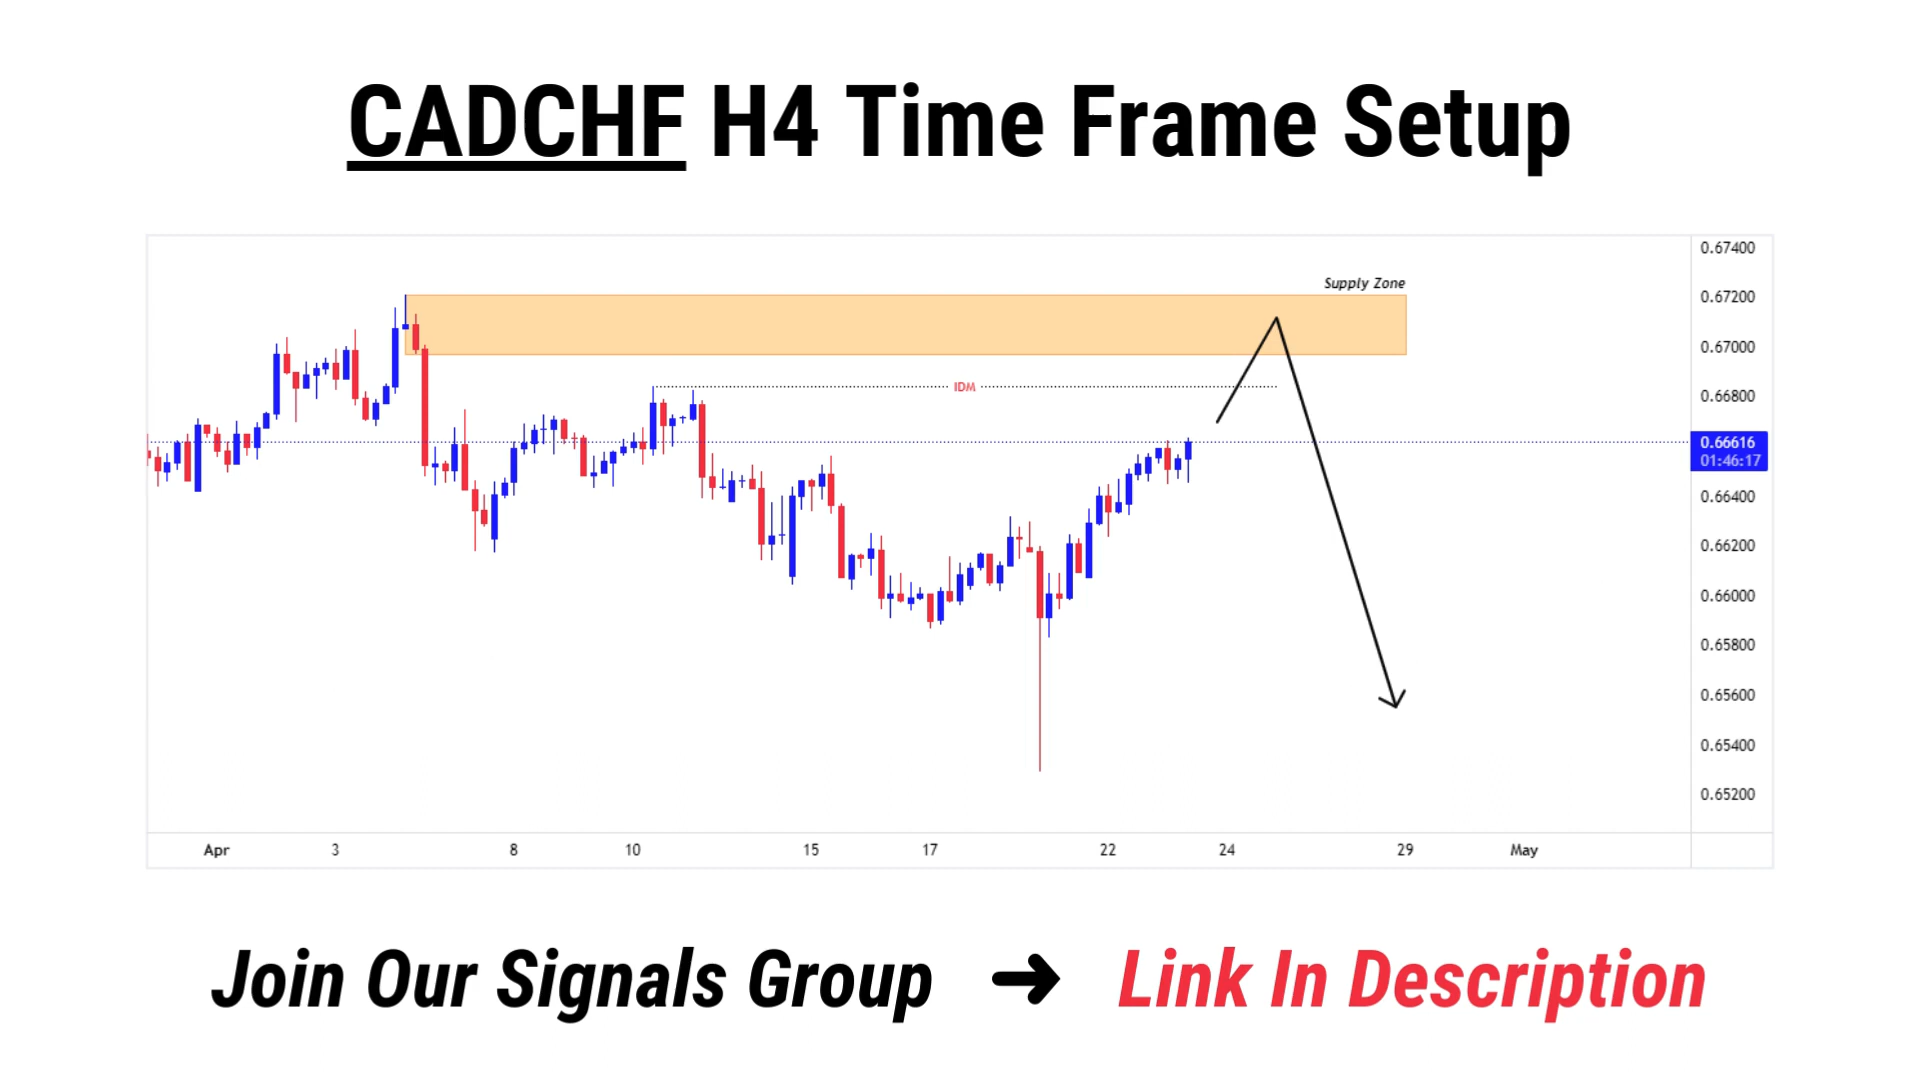 CADCHF H4 Time Frame Setup
0.67400
Supply Zone
0.67200
0.67000
IDM
0.66800
0.66616
01:46:17
0.66400
0.66200
0.66000
0.65800
0.65600
0.65400
0.65200
Apr 3 8 10 15 17 22 24 29 May
Join Our Signals Group ➜ Link In Description